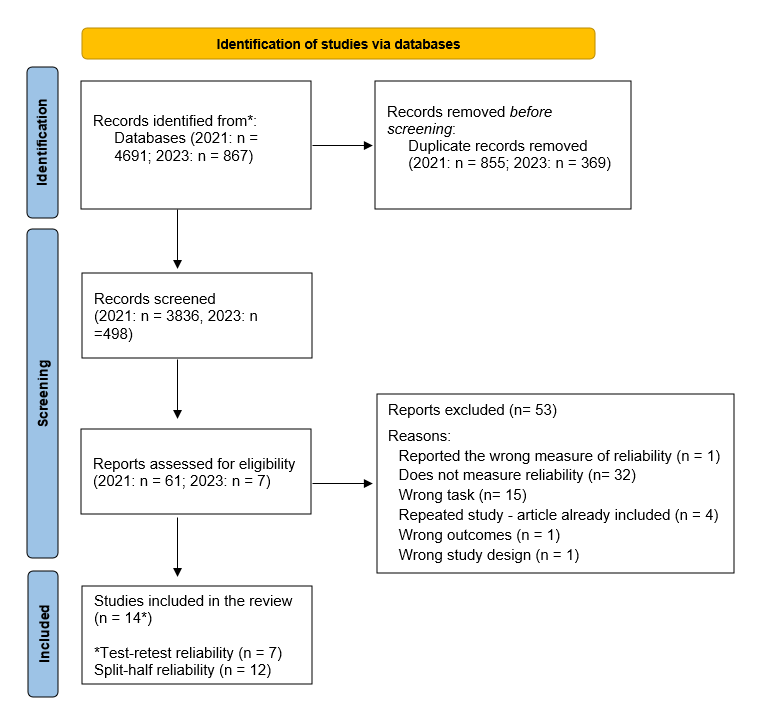 Identification of studies via databases
Identification
Records identified from*:
Databases (2021: n =
4691; 2023: n = 867)
Records removed before
screening:
Duplicate records removed
(2021: n = 855; 2023: n = 369)
Screening
Records screened
(2021: n = 3836, 2023: n
=498)
Reports assessed for eligibility
(2021: n = 61; 2023: n = 7)
Reports excluded (n= 53)
Reasons:
Reported the wrong measure of reliability (n = 1)
Does not measure reliability (n= 32)
Wrong task (n= 15)
Repeated study - article already included (n = 4)
Wrong outcomes (n = 1)
Wrong study design (n = 1)
Included
Studies included in the review
(n = 14*)
*Test-retest reliability (n = 7)
Split-half reliability (n = 12)